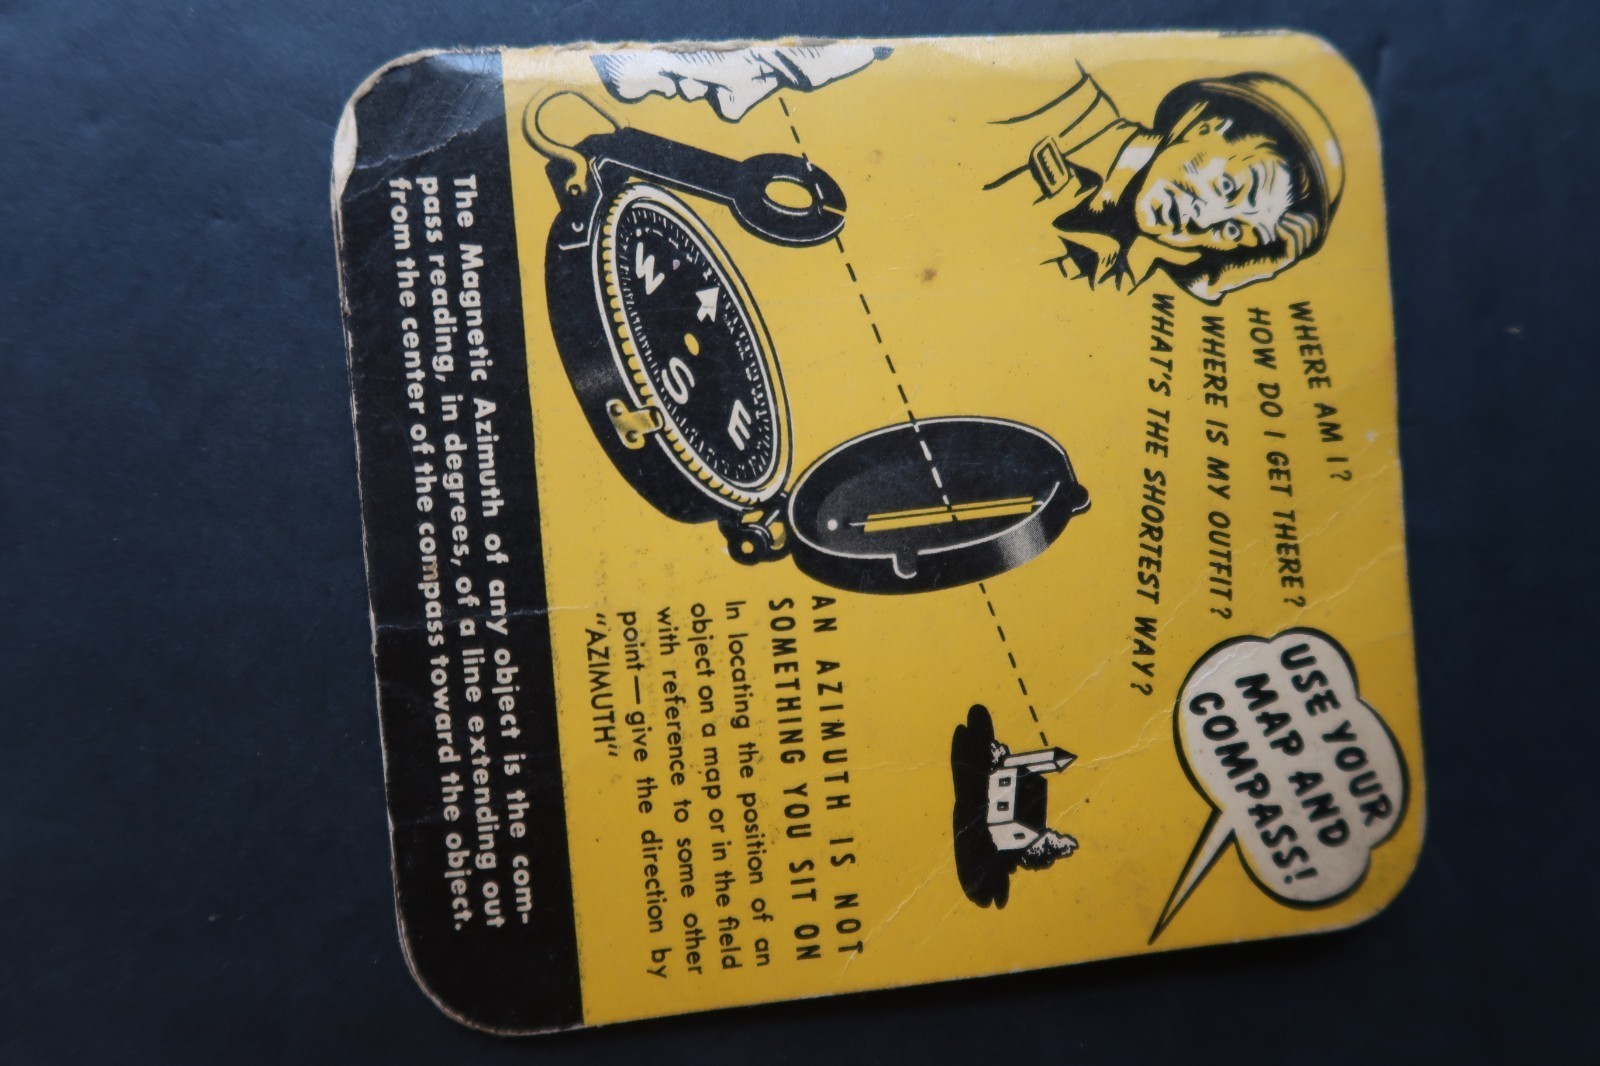 WHERE AM I?
HOW DO I GET THERE?
WHERE IS MY OUTFIT?
WHAT'S THE SHORTEST WAY?
USE YOUR
MAP AND
COMPASS!
W
S
E
AN AZIMUTH IS NOT
SOMETHING YOU SIT ON
In locating the position of an
object on a map or in the field
with reference to some other
point—give the direction by
"AZIMUTH"
The Magnetic Azimuth of any object is the com-
pass reading, in degrees, of a line extending out
from the center of the compass toward the object.